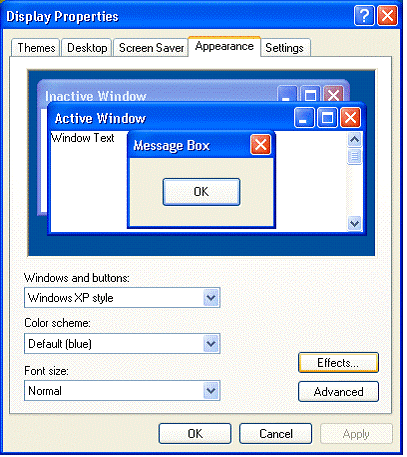 Display Properties
Themes Desktop Screen Saver Appearance Settings
Inactive Window
Active Window
Window Text
Message Box
OK
Windows and buttons:
Windows XP style
Color scheme:
Default (blue)
Font size:
Normal
Effects...
Advanced
OK Cancel Apply